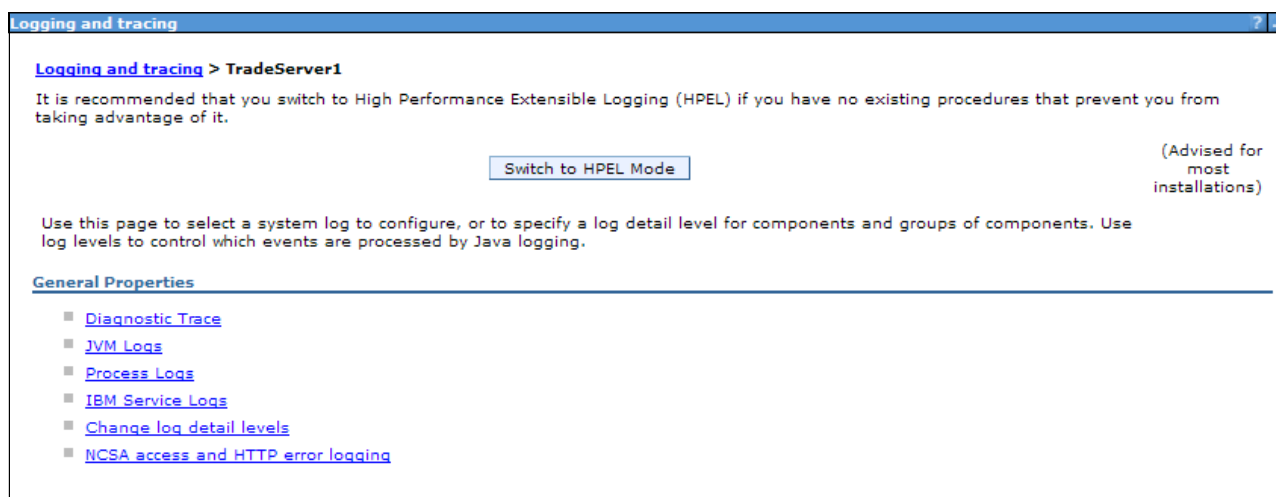 Logging and tracing ?
Logging and tracing > TradeServer1
It is recommended that you switch to High Performance Extensible Logging (HPEL) if you have no existing procedures that prevent you from
taking advantage of it.
Switch to HPEL Mode
(Advised for
most
installations)
Use this page to select a system log to configure, or to specify a log detail level for components and groups of components. Use
log levels to control which events are processed by Java logging.
General Properties
Diagnostic Trace
JVM Logs
Process Logs
IBM Service Logs
Change log detail levels
NCSA access and HTTP error logging